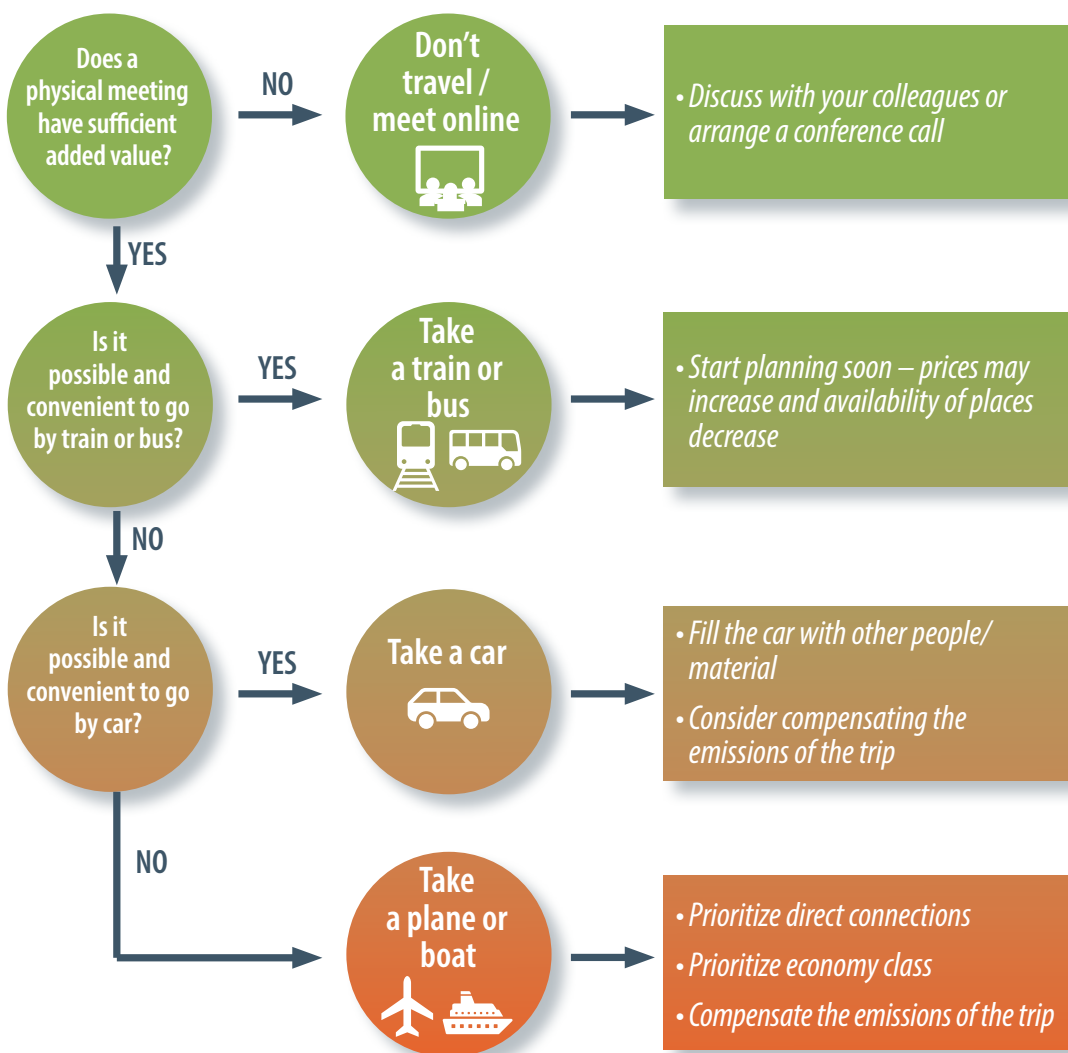 Does a
physical meeting
have sufficient
added value?
NO
Don't
travel /
meet online
• Discuss with your colleagues or
arrange a conference call
YES
Is it
possible and
convenient to go
by train or bus?
YES
Take
a train or
bus
• Start planning soon – prices may
increase and availability of places
decrease
NO
Is it
possible and
convenient to go
by car?
YES
Take a car
• Fill the car with other people/
material
• Consider compensating the
emissions of the trip
NO
Take
a plane or
boat
• Prioritize direct connections
• Prioritize economy class
• Compensate the emissions of the trip